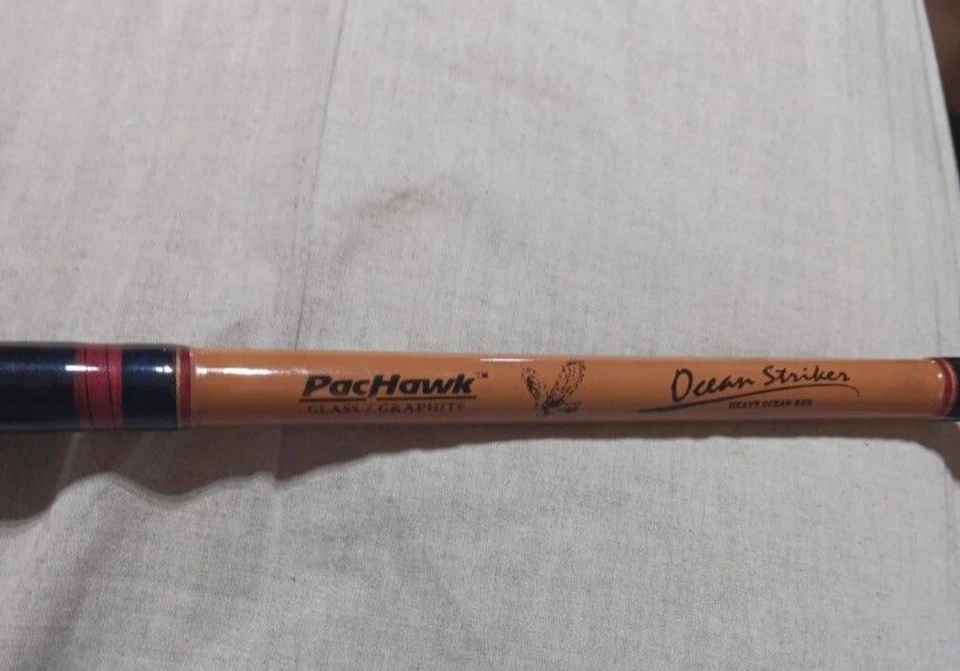 PacHawk™
GLASS / GRAPHITE
Ocean Striker
HEAVY OCEAN ROD